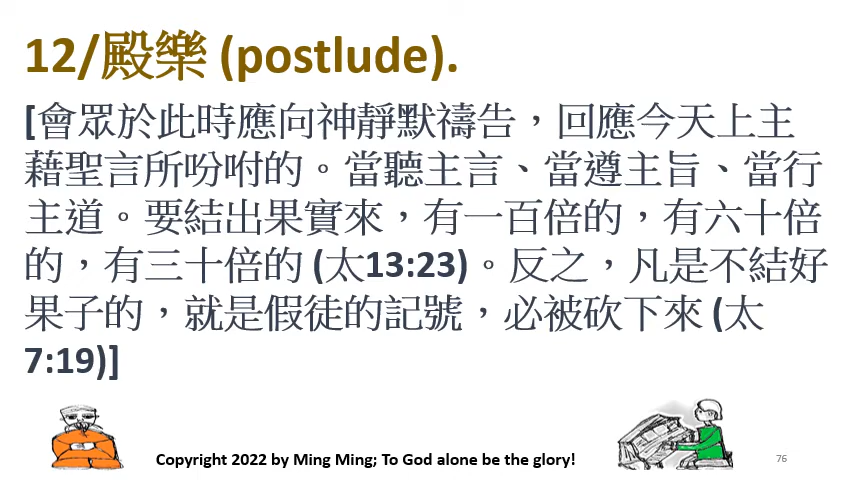 12/殿樂 (postlude).
[會眾於此時應向神靜默禱告，回應今天上主
藉聖言所吩咐的。當聽主言、當遵主旨、當行
主道。要結出果實來，有一百倍的，有六十倍
的，有三十倍的 (太13:23)。反之，凡是不結好
果子的，就是假徒的記號，必被砍下來 (太
7:19)]
Copyright 2022 by Ming Ming; To God alone be the glory!
76